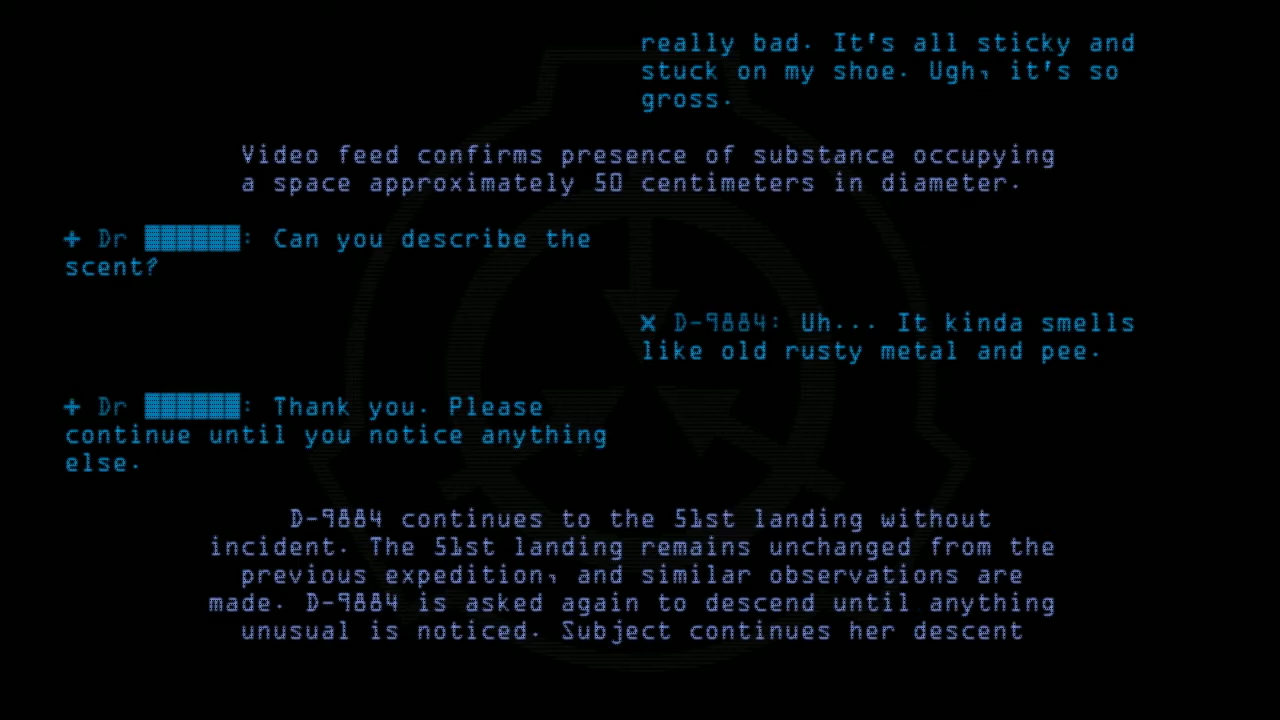 really bad. It's all sticky and
stuck on my shoe. Ugh, it's so
gross.
Video feed confirms presence of substance occupying
a space approximately 50 centimeters in diameter.
+ Dr ██████: Can you describe the
scent?
x D-9884: Uh... It kinda smells
like old rusty metal and pee.
+ Dr ██████: Thank you. Please
continue until you notice anything
else.
D-9884 continues to the 51st landing without
incident. The 51st landing remains unchanged from the
previous expedition, and similar observations are
made. D-9884 is asked again to descend until anything
unusual is noticed. Subject continues her descent